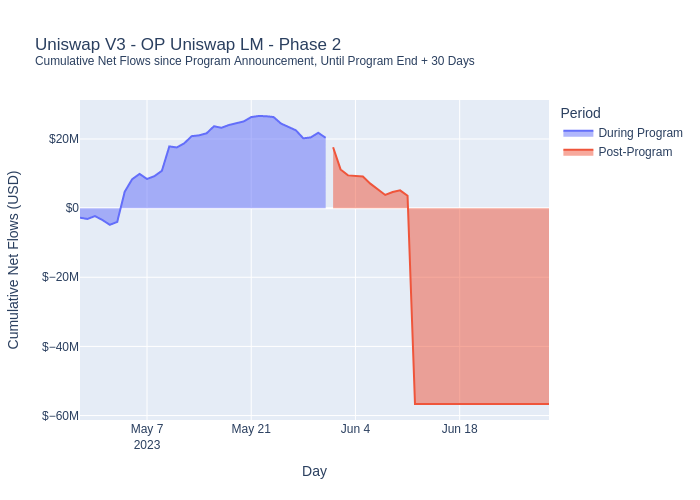 Uniswap V3 - OP Uniswap LM - Phase 2
Cumulative Net Flows since Program Announcement, Until Program End + 30 Days
Period
During Program
Post-Program
Cumulative Net Flows (USD)
$20M
$0
$−20M
$−40M
$−60M
May 7
2023
May 21
Jun 4
Jun 18
Day